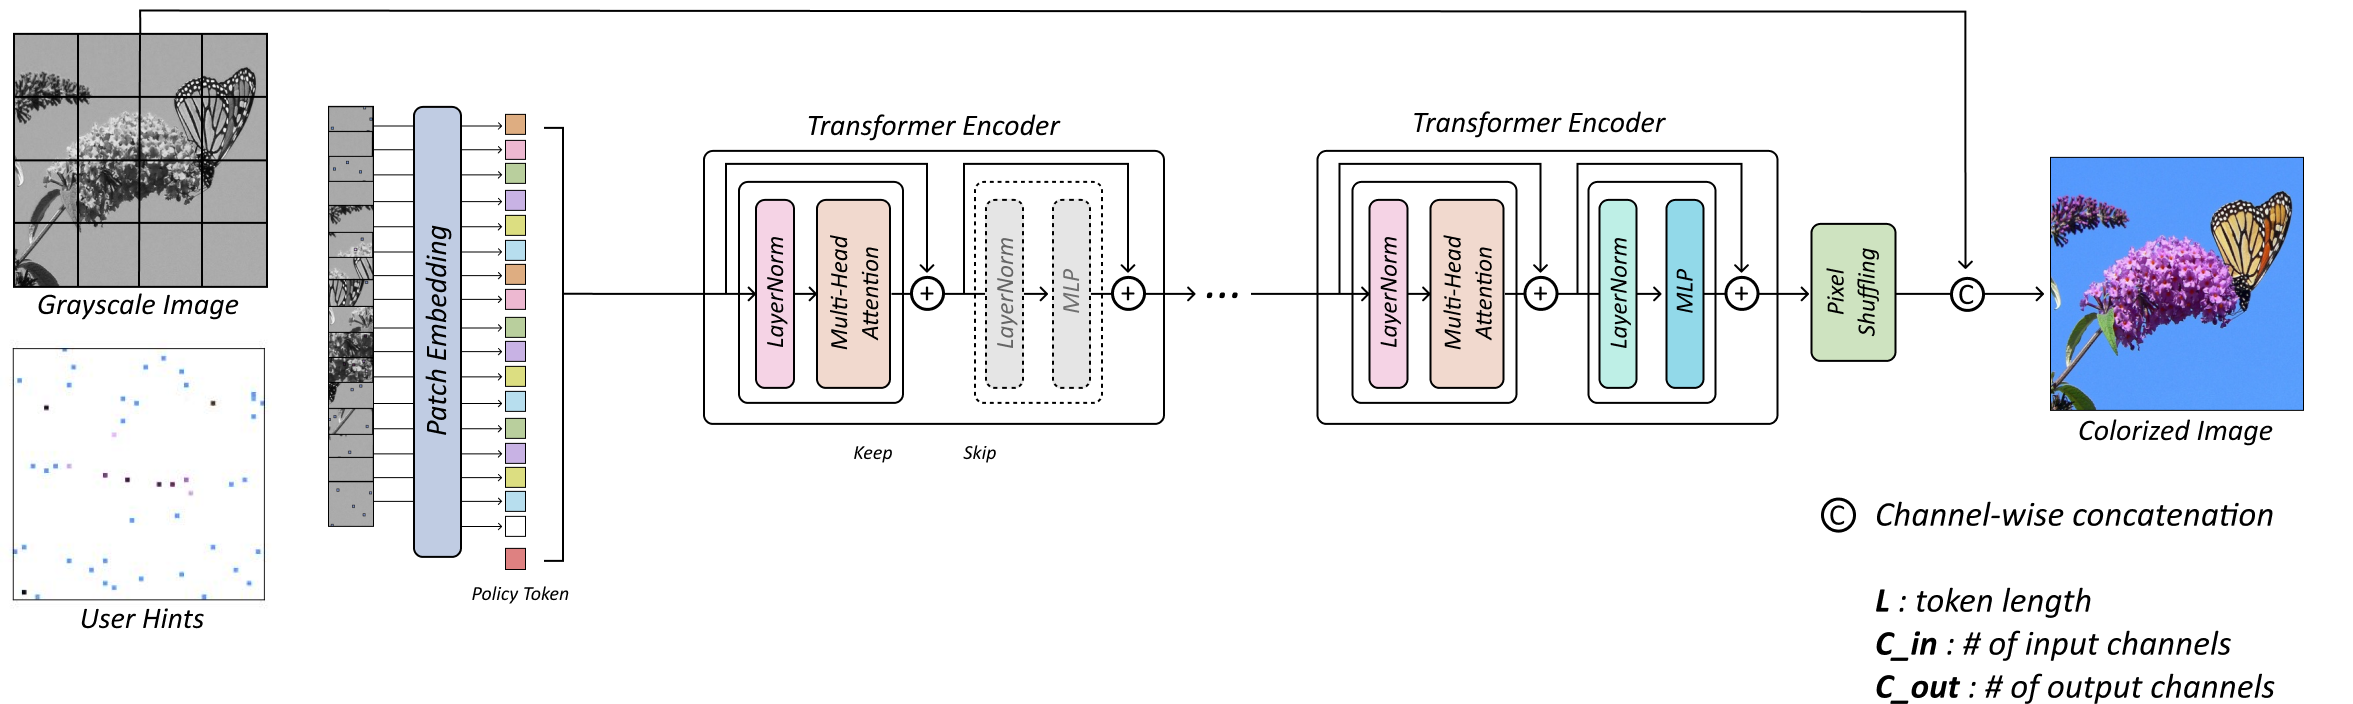 Grayscale Image
User Hints
Patch Embedding
Policy Token
Transformer Encoder
LayerNorm
Multi-Head
Attention
+
LayerNorm
MLP
+
Keep
Skip
...
Transformer Encoder
LayerNorm
Multi-Head
Attention
+
LayerNorm
MLP
+
Pixel
Shuffling
C
Colorized Image
C Channel-wise concatenation
L : token length
C_in : # of input channels
C_out : # of output channels